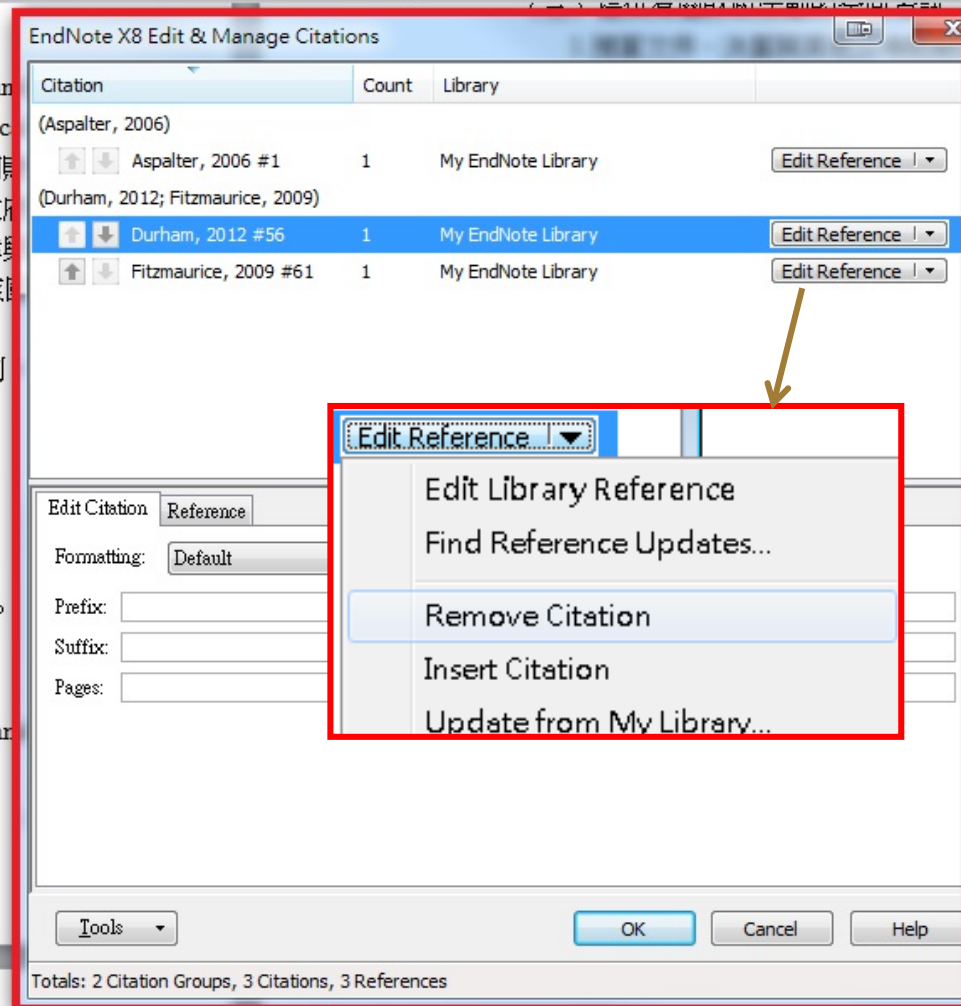 EndNote X8 Edit & Manage Citations
Citation Count Library
(Aspalter, 2006)
Aspalter, 2006 #1 1 My EndNote Library Edit Reference
(Durham, 2012; Fitzmaurice, 2009)
Durham, 2012 #56 1 My EndNote Library Edit Reference
Fitzmaurice, 2009 #61 1 My EndNote Library Edit Reference
Edit Reference
Edit Library Reference
Find Reference Updates...
Remove Citation
Insert Citation
Update from My Library...
Edit Citation Reference
Formatting: Default
Prefix:
Suffix:
Pages:
Tools OK Cancel Help
Totals: 2 Citation Groups, 3 Citations, 3 References